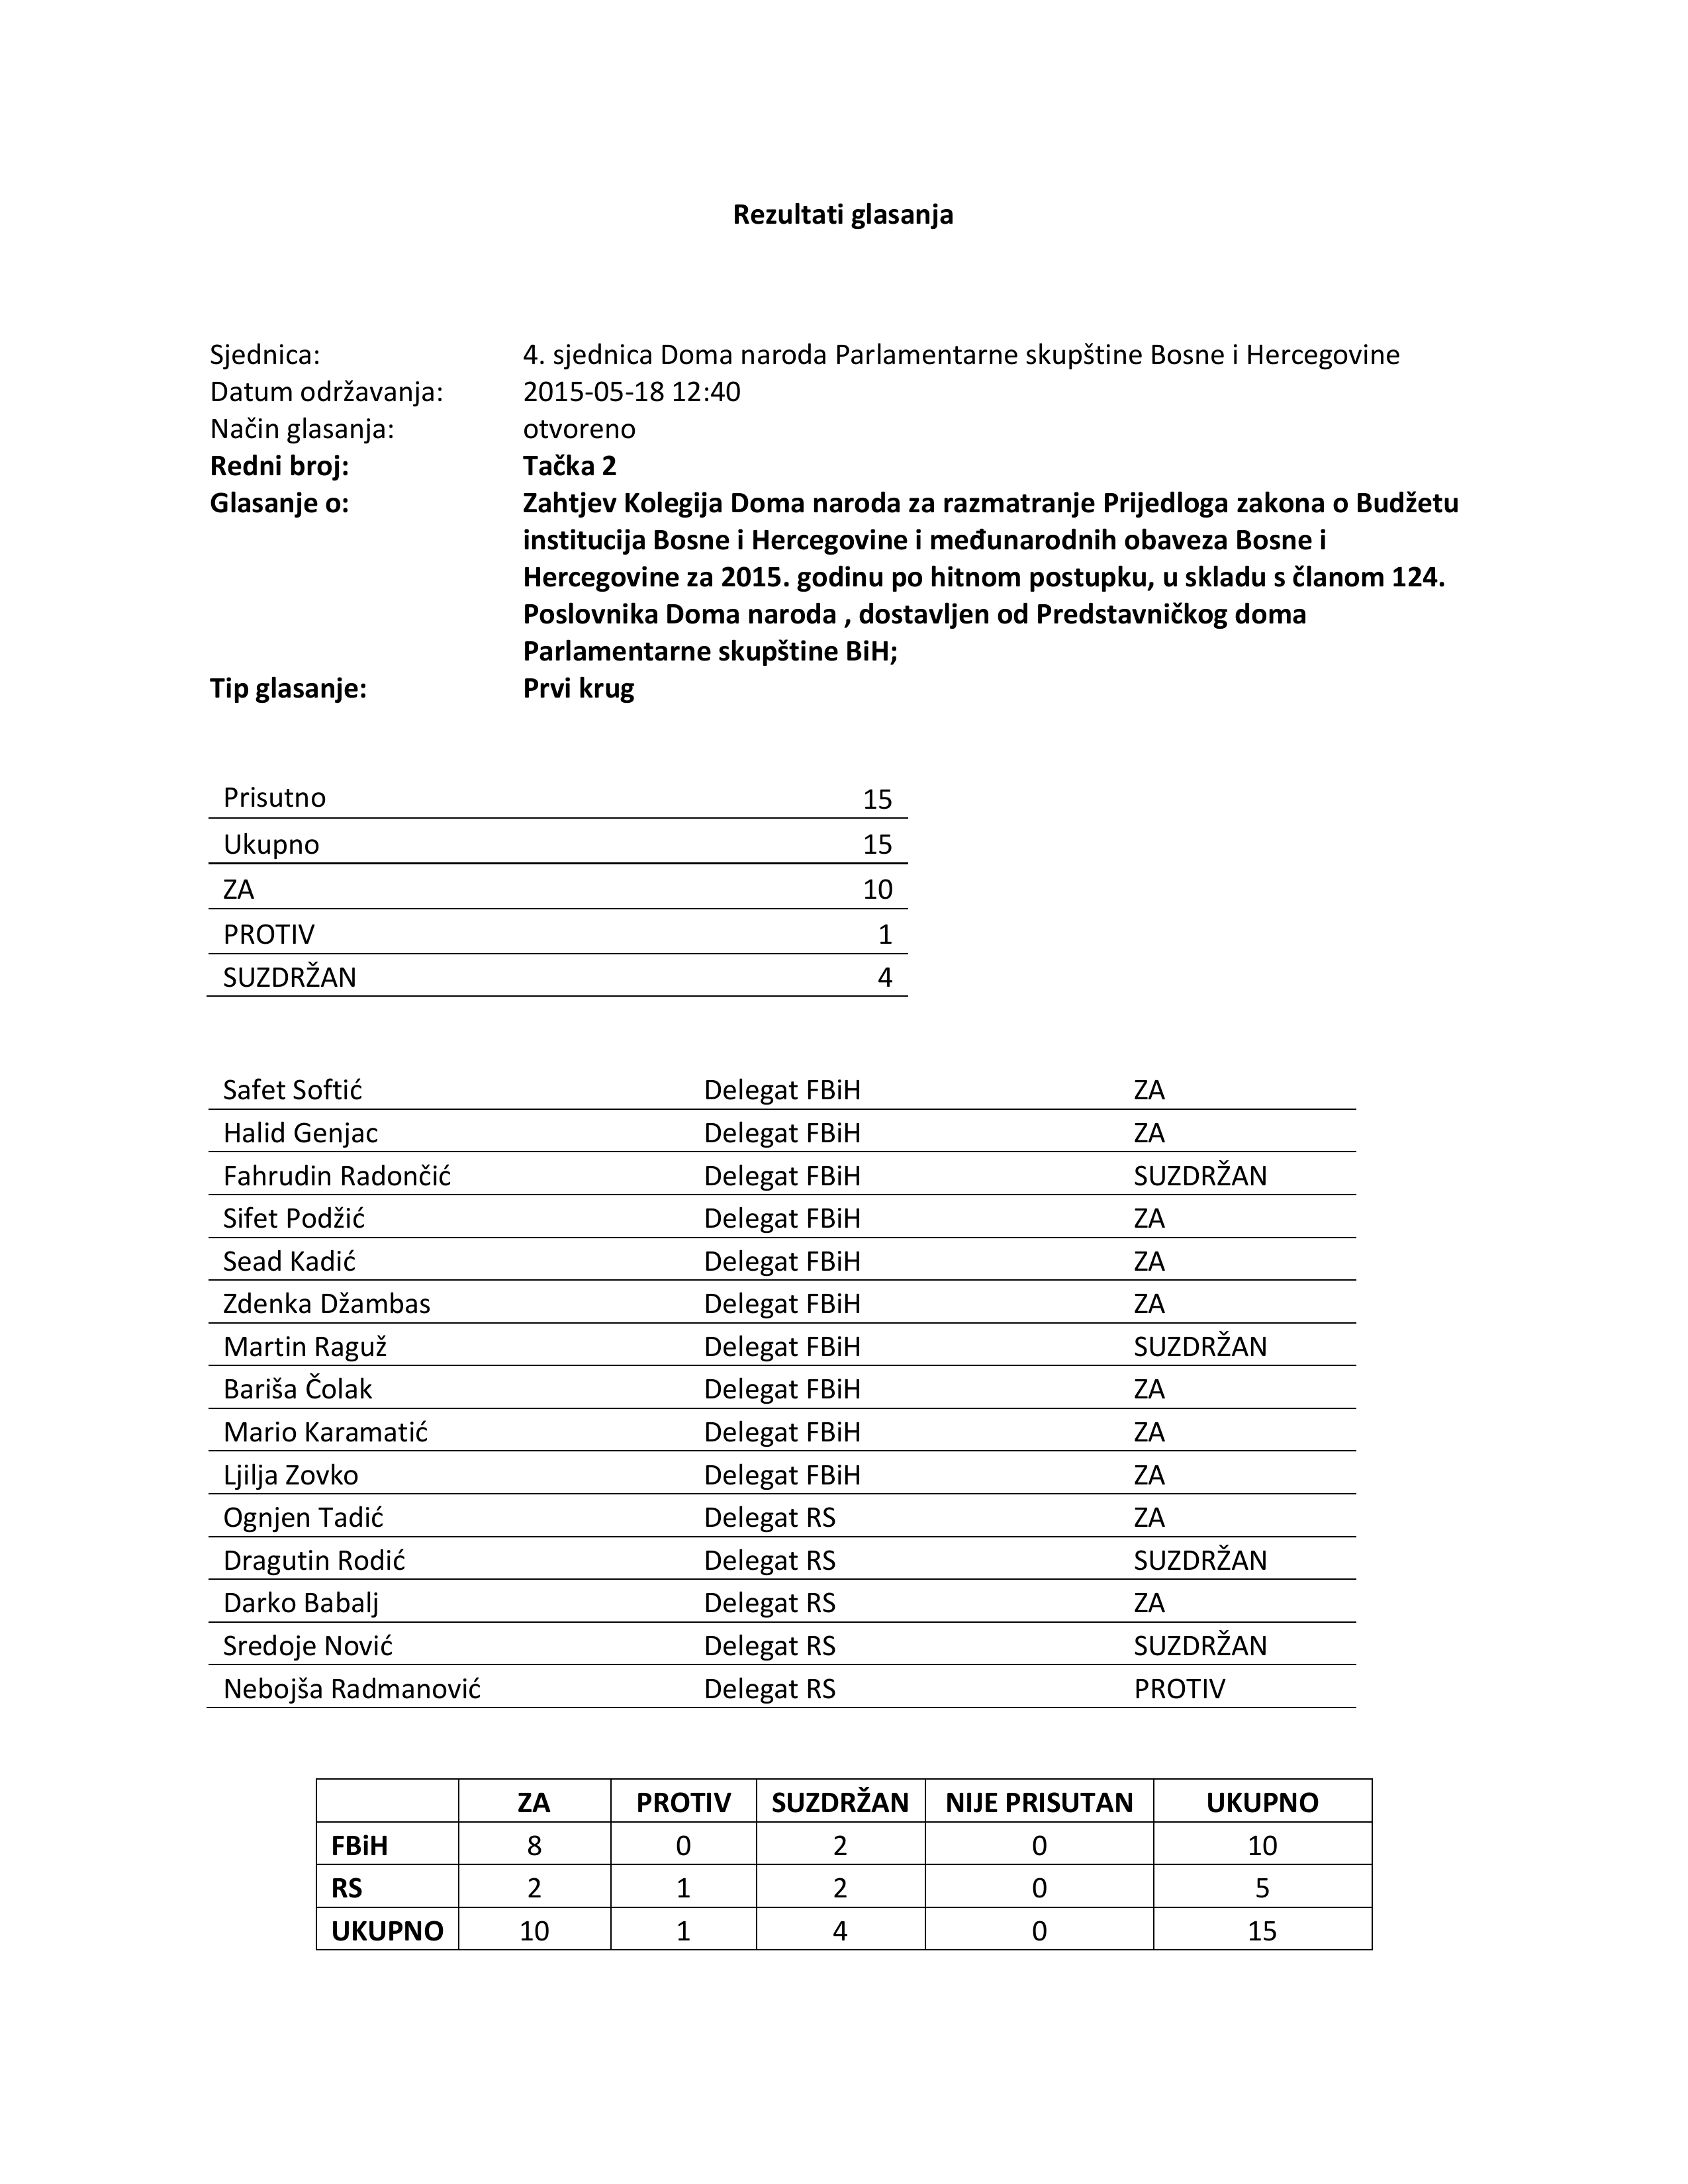 Rezultati glasanja
Sjednica: 4. sjednica Doma naroda Parlamentarne skupštine Bosne i Hercegovine
Datum održavanja: 2015-05-18 12:40
Način glasanja: otvoreno
Redni broj: Tačka 2
Glasanje o: Zahtjev Kolegija Doma naroda za razmatranje Prijedloga zakona o Budžetu
institucija Bosne i Hercegovine i međunarodnih obaveza Bosne i
Hercegovine za 2015. godinu po hitnom postupku, u skladu s članom 124.
Poslovnika Doma naroda , dostavljen od Predstavničkog doma
Parlamentarne skupštine BiH;
Tip glasanje: Prvi krug
Prisutno 15
Ukupno 15
ZA 10
PROTIV 1
SUZDRŽAN 4
Safet Softić Delegat FBiH ZA
Halid Genjac Delegat FBiH ZA
Fahrudin Radončić Delegat FBiH SUZDRŽAN
Sifet Podžić Delegat FBiH ZA
Sead Kadić Delegat FBiH ZA
Zdenka Džambas Delegat FBiH ZA
Martin Raguž Delegat FBiH SUZDRŽAN
Bariša Čolak Delegat FBiH ZA
Mario Karamatić Delegat FBiH ZA
Ljilja Zovko Delegat FBiH ZA
Ognjen Tadić Delegat RS ZA
Dragutin Rodić Delegat RS SUZDRŽAN
Darko Babalj Delegat RS ZA
Sredoje Nović Delegat RS SUZDRŽAN
Nebojša Radmanović Delegat RS PROTIV
ZA PROTIV SUZDRŽAN NIJE PRISUTAN UKUPNO
FBiH 8 0 2 0 10
RS 2 1 2 0 5
UKUPNO 10 1 4 0 15